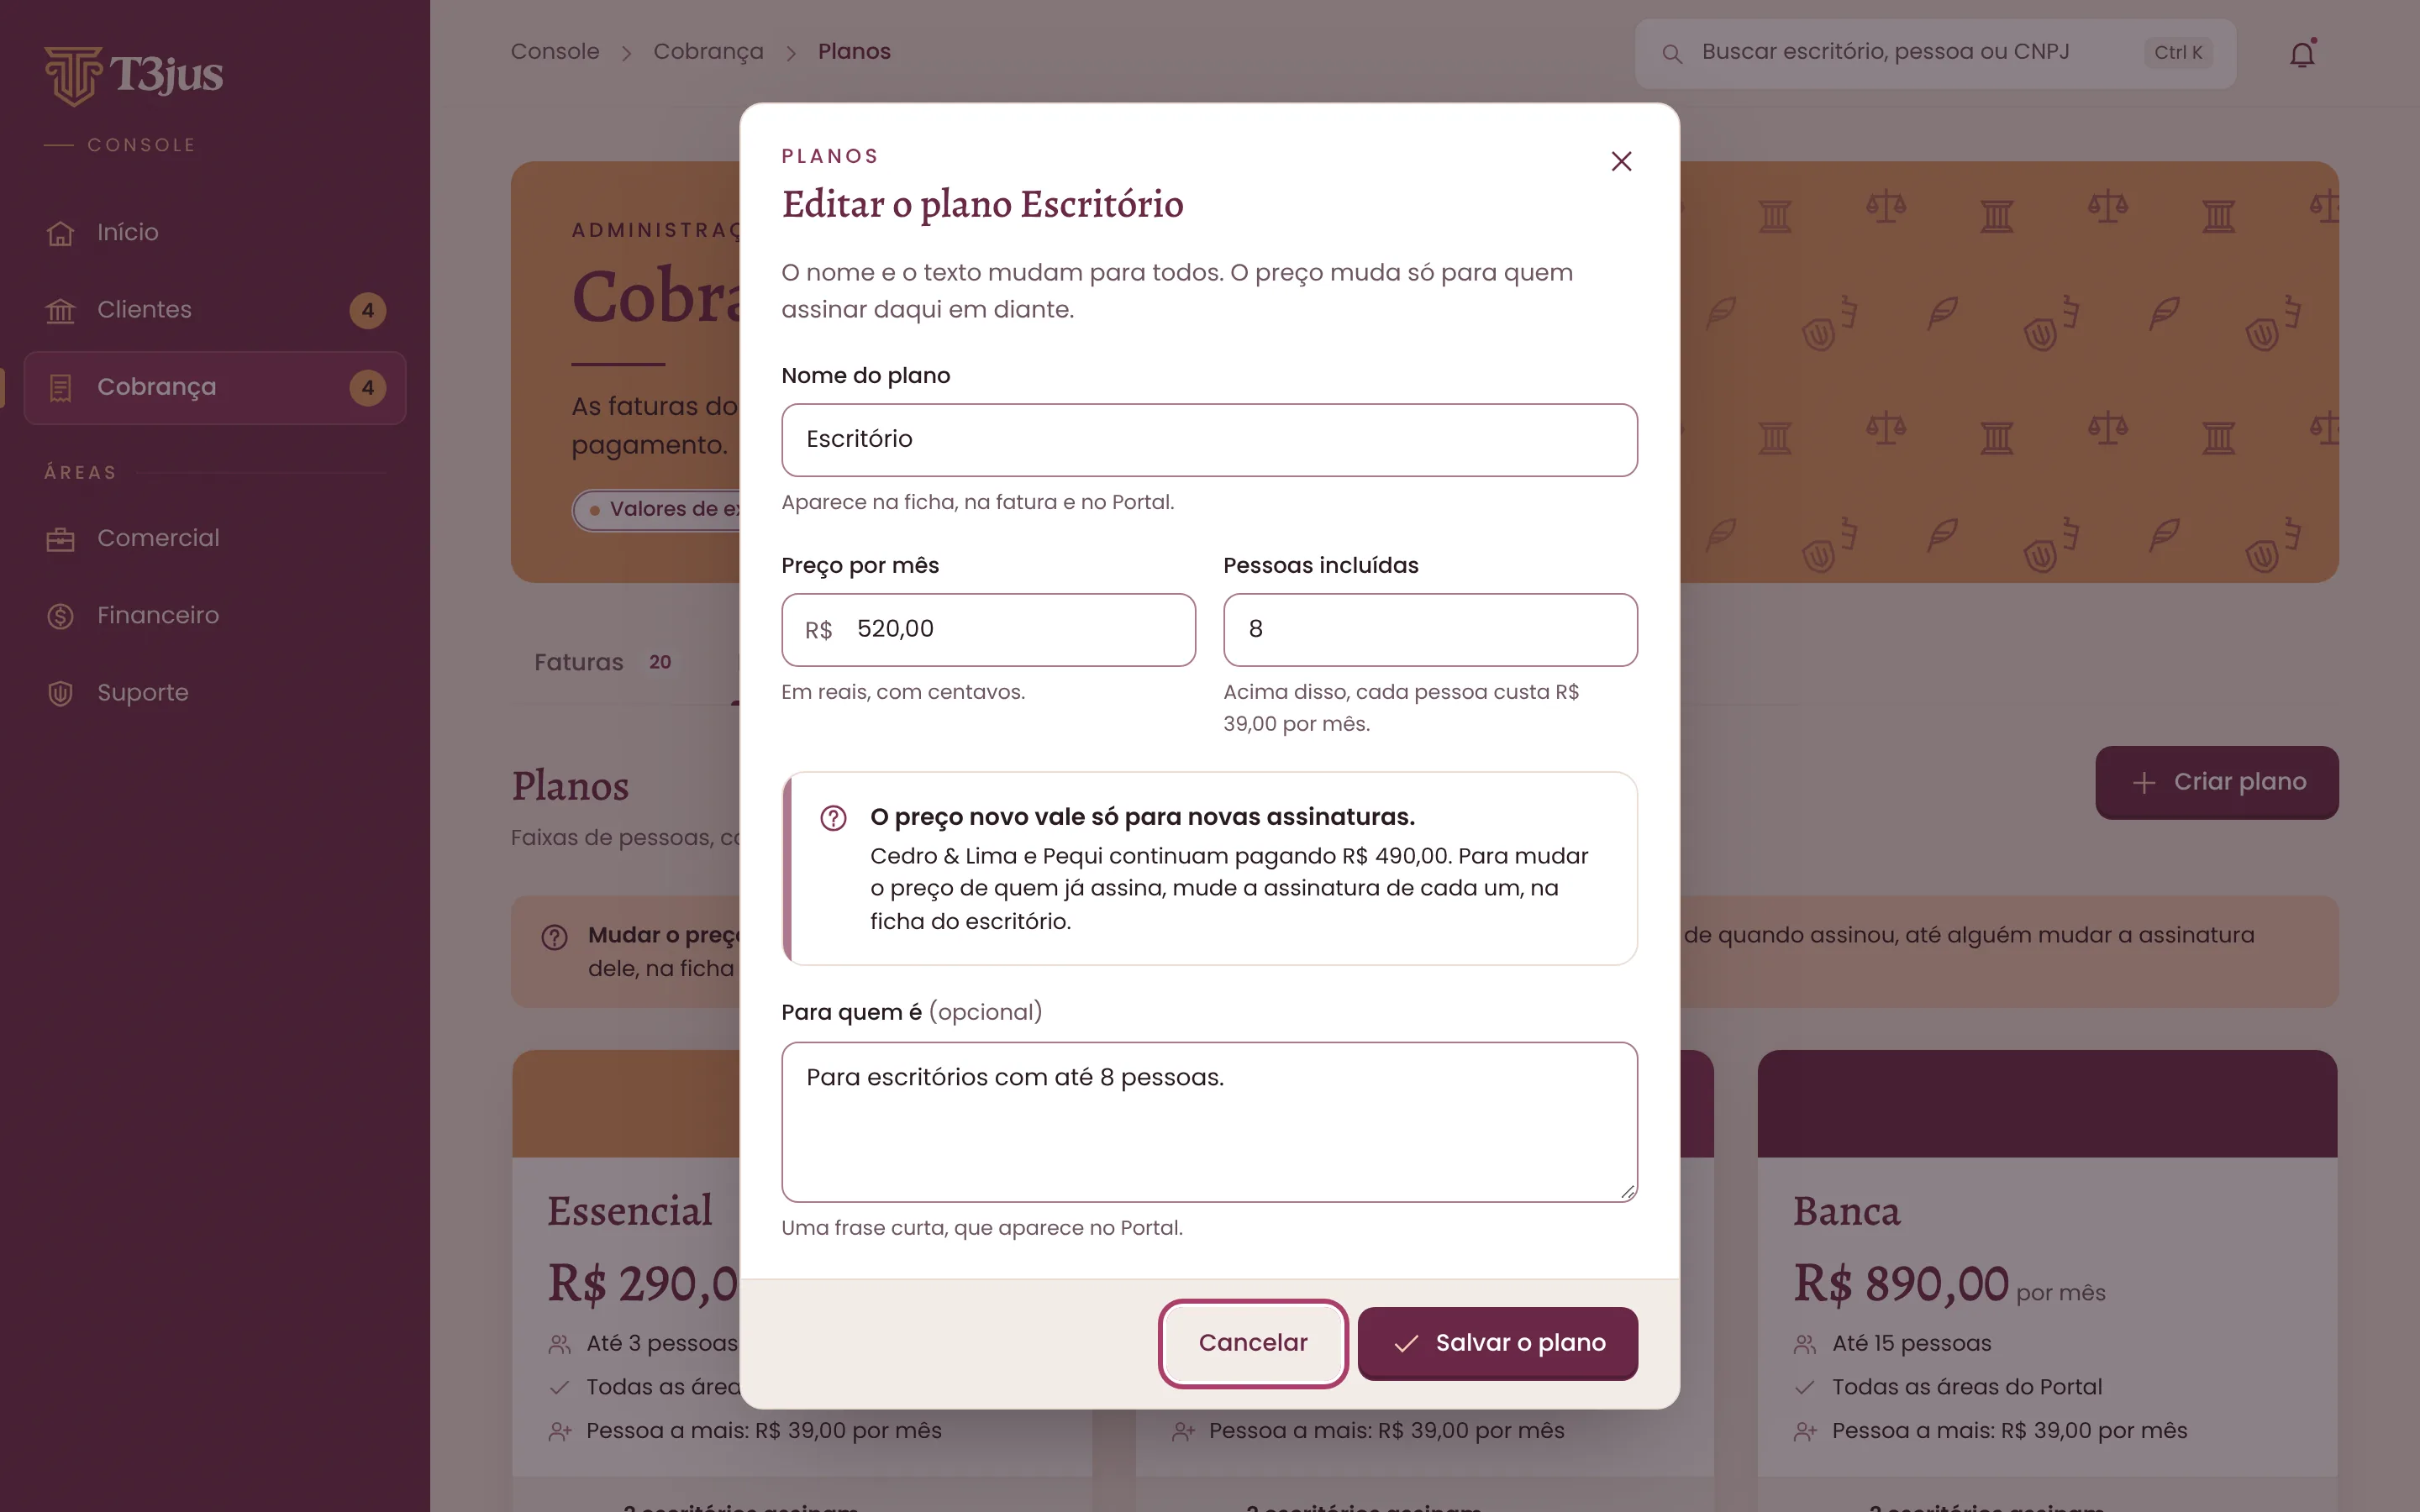 T3jus
CONSOLE
Início
Clientes 4
Cobrança 4
ÁREAS
Comercial
Financeiro
Suporte
Console > Cobrança > Planos
Buscar escritório, pessoa ou CNPJ Ctrl K
As faturas do
pagamento.
Valores de
Faturas 20
Planos
Criar plano
Faixas de pessoas,
Mudar o
de quando assinou, até alguém mudar a assinatura
dele, na ficha
Essencial
R$ 290,0
Até 3 pessoas
Todas as
Pessoa a mais: R$ 39,00 por mês
Pessoa a mais: R$ 39,00 por mês
Banca
R$ 890,00 por mês
Até 15 pessoas
Todas as áreas do Portal
Pessoa a mais: R$ 39,00 por mês
PLANOS
Editar o plano Escritório
O nome e o texto mudam para todos. O preço muda só para quem
assinar daqui em diante.
Nome do plano
Escritório
Aparece na ficha, na fatura e no Portal.
Preço por mês
R$ 520,00
Em reais, com centavos.
Pessoas incluídas
8
Acima disso, cada pessoa custa R$
39,00 por mês.
O preço novo vale só para novas assinaturas.
Cedro & Lima e Pequi continuam pagando R$ 490,00. Para mudar
o preço de quem já assina, mude a assinatura de cada um, na
ficha do escritório.
Para quem é (opcional)
Para escritórios com até 8 pessoas.
Uma frase curta, que aparece no Portal.
Cancelar
Salvar o plano